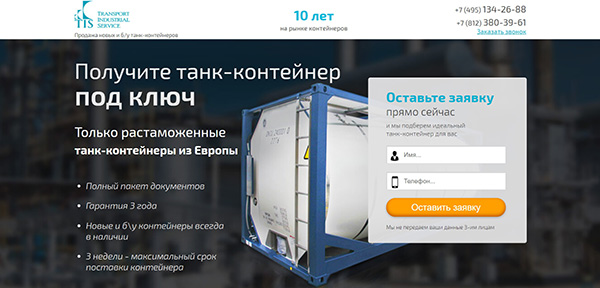 TIS
TRANSPORT
INDUSTRIAL
SERVICE
Продажа новых и б/у танк-контейнеров
10 лет
на рынке контейнеров
+7 (495) 134-26-88
+7 (812) 380-39-61
Заказать звонок
Получите танк-контейнер
под ключ
Только растаможенные
танк-контейнеры из Европы
Полный пакет документов
Гарантия 3 года
Новые и б\у контейнеры всегда
в наличии
3 недели - максимальный срок
поставки контейнера
Оставьте заявку
прямо сейчас
и мы подберем идеальный
танк-контейнер для вас
Имя...
Телефон...
Оставить заявку
Мы не передаем ваши данные 3-им лицам